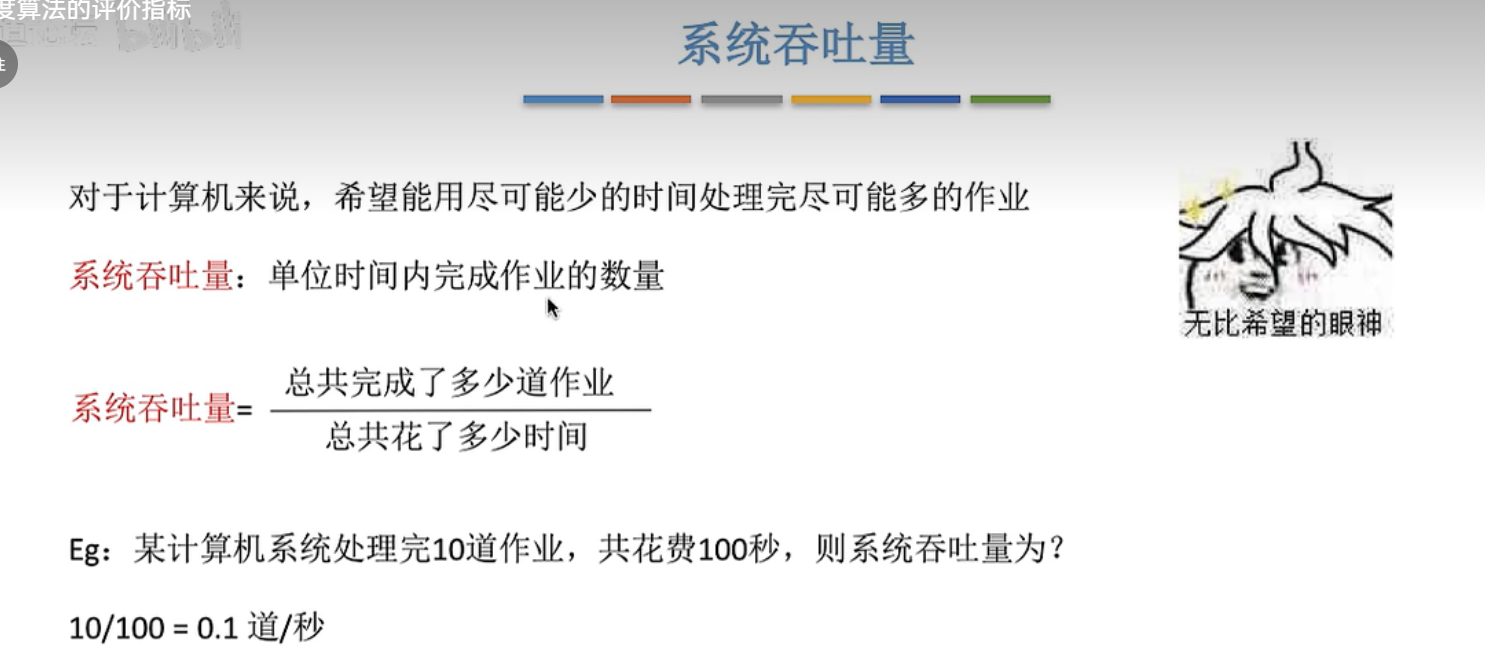 度算法的评价指标
系统吞吐量
对于计算机来说，希望能用尽可能少的时间处理完尽可能多的作业
系统吞吐量：单位时间内完成作业的数量
无比希望的眼神
系统吞吐量=
总共完成了多少道作业
总共花了多少时间
Eg：某计算机系统处理完10道作业，共花费100秒，则系统吞吐量为？
10/100 = 0.1 道/秒